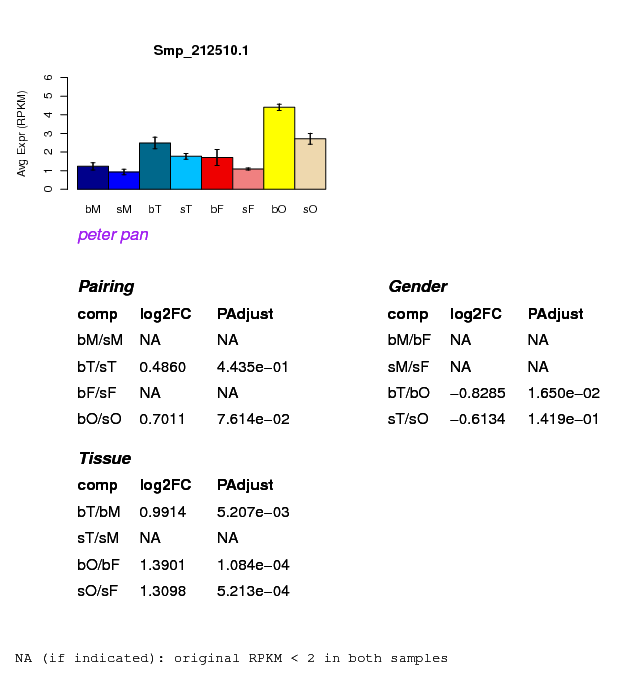 Smp_212510.1
Avg Expr (RPKM)
0 1 2 3 4 5 6
bM sM bT sT bF sF bO sO
peter pan
Pairing
comp log2FC PAdjust
bM/sM NA NA
bT/sT 0.4860 4.435e−01
bF/sF NA NA
bO/sO 0.7011 7.614e−02
Gender
comp log2FC PAdjust
bM/bF NA NA
sM/sF NA NA
bT/bO −0.8285 1.650e−02
sT/sO −0.6134 1.419e−01
Tissue
comp log2FC PAdjust
bT/bM 0.9914 5.207e−03
sT/sM NA NA
bO/bF 1.3901 1.084e−04
sO/sF 1.3098 5.213e−04
NA (if indicated): original RPKM < 2 in both samples